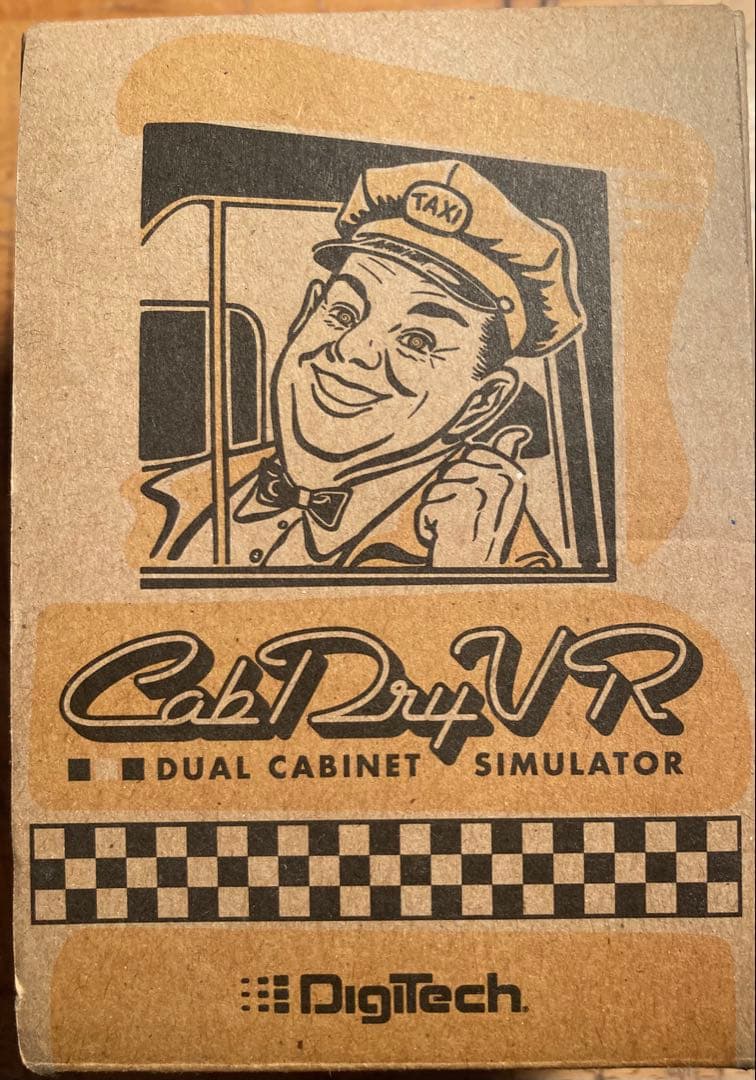 TAXI
CabDryVR
DUAL CABINET SIMULATOR
DigiTech